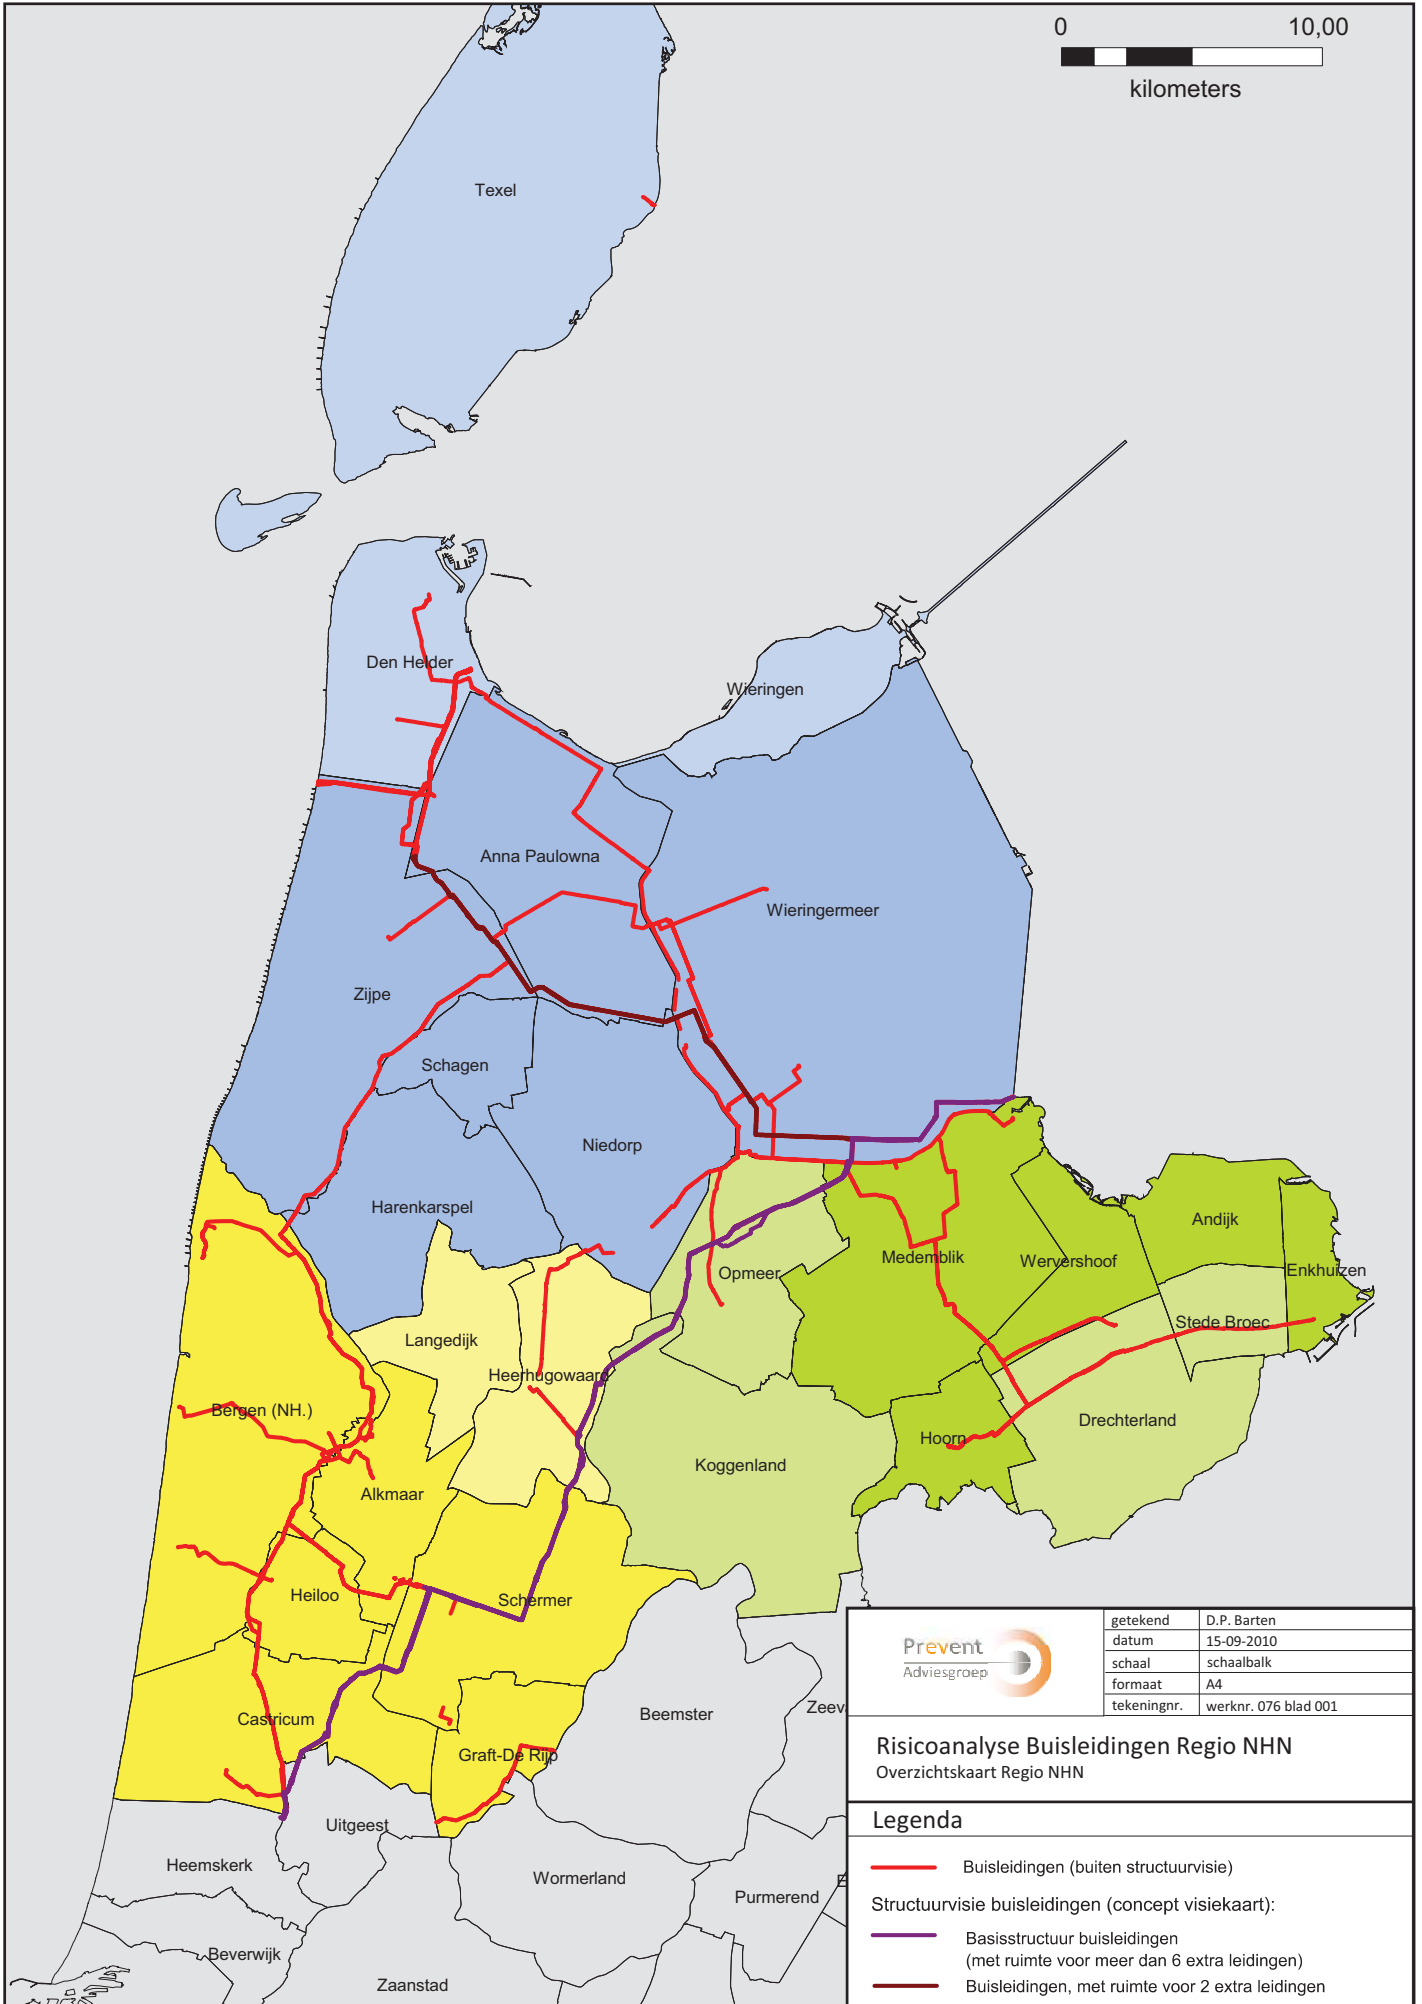 0 10,00
kilometers
Texel
Den Helder
Wieringen
Anna Paulowna
Wieringermeer
Zijpe
Schagen
Niedorp
Harenkarspel
Andijk
Medemblik
Wervershoof
Enkhuizen
Opmeer
Stede Broec
Langedijk
Heerhugowaard
Bergen (NH.)
Drechterland
Hoorn
Koggenland
Alkmaar
Heiloo
Schermer
Castricum
Beemster
Zeeva
Graft-De Rijp
Uitgeest
Heemskerk
Wormerland
Purmerend
E
Beverwijk
Zaanstad
Prevent
Adviesgroep
getekend D.P. Barten
datum 15-09-2010
schaal schaalbalk
formaat A4
tekeningnr. werknr. 076 blad 001
Risicoanalyse Buisleidingen Regio NHN
Overzichtskaart Regio NHN
Legenda
Buisleidingen (buiten structuurvisie)
Structuurvisie buisleidingen (concept visiekaart):
Basisstructuur buisleidingen
(met ruimte voor meer dan 6 extra leidingen)
Buisleidingen, met ruimte voor 2 extra leidingen